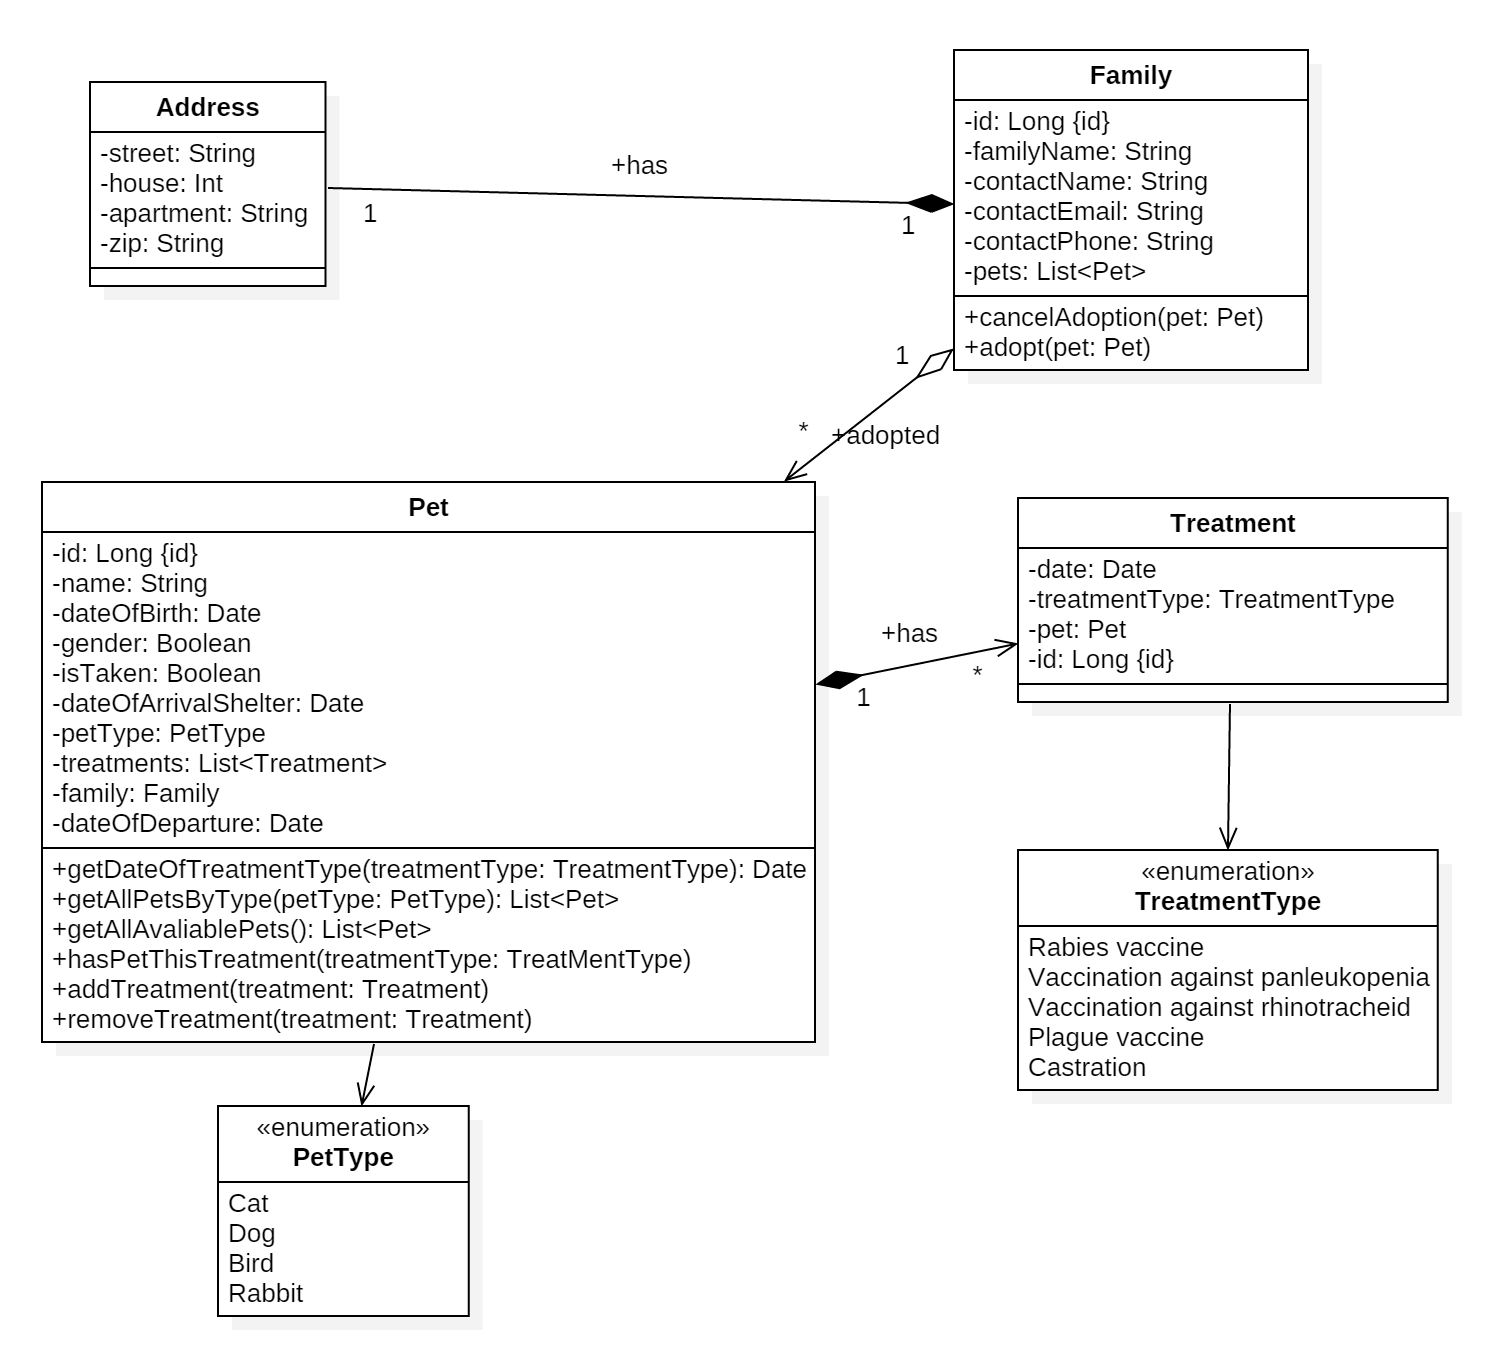 Address
-street: String
-house: Int
-apartment: String
-zip: String
+has
1
1
Family
-id: Long {id}
-familyName: String
-contactName: String
-contactEmail: String
-contactPhone: String
-pets: List<Pet>
+cancelAdoption(pet: Pet)
+adopt(pet: Pet)
1
* +adopted
Pet
-id: Long {id}
-name: String
-dateOfBirth: Date
-gender: Boolean
-isTaken: Boolean
-dateOfArrivalShelter: Date
-petType: PetType
-treatments: List<Treatment>
-family: Family
-dateOfDeparture: Date
+getDateOfTreatmentType(treatmentType: TreatmentType): Date
+getAllPetsByType(petType: PetType): List<Pet>
+getAllAvaliablePets(): List<Pet>
+hasPetThisTreatment(treatmentType: TreatMentType)
+addTreatment(treatment: Treatment)
+removeTreatment(treatment: Treatment)
+has
1
*
Treatment
-date: Date
-treatmentType: TreatmentType
-pet: Pet
-id: Long {id}
«enumeration»
TreatmentType
Rabies vaccine
Vaccination against panleukopenia
Vaccination against rhinotracheid
Plague vaccine
Castration
«enumeration»
PetType
Cat
Dog
Bird
Rabbit